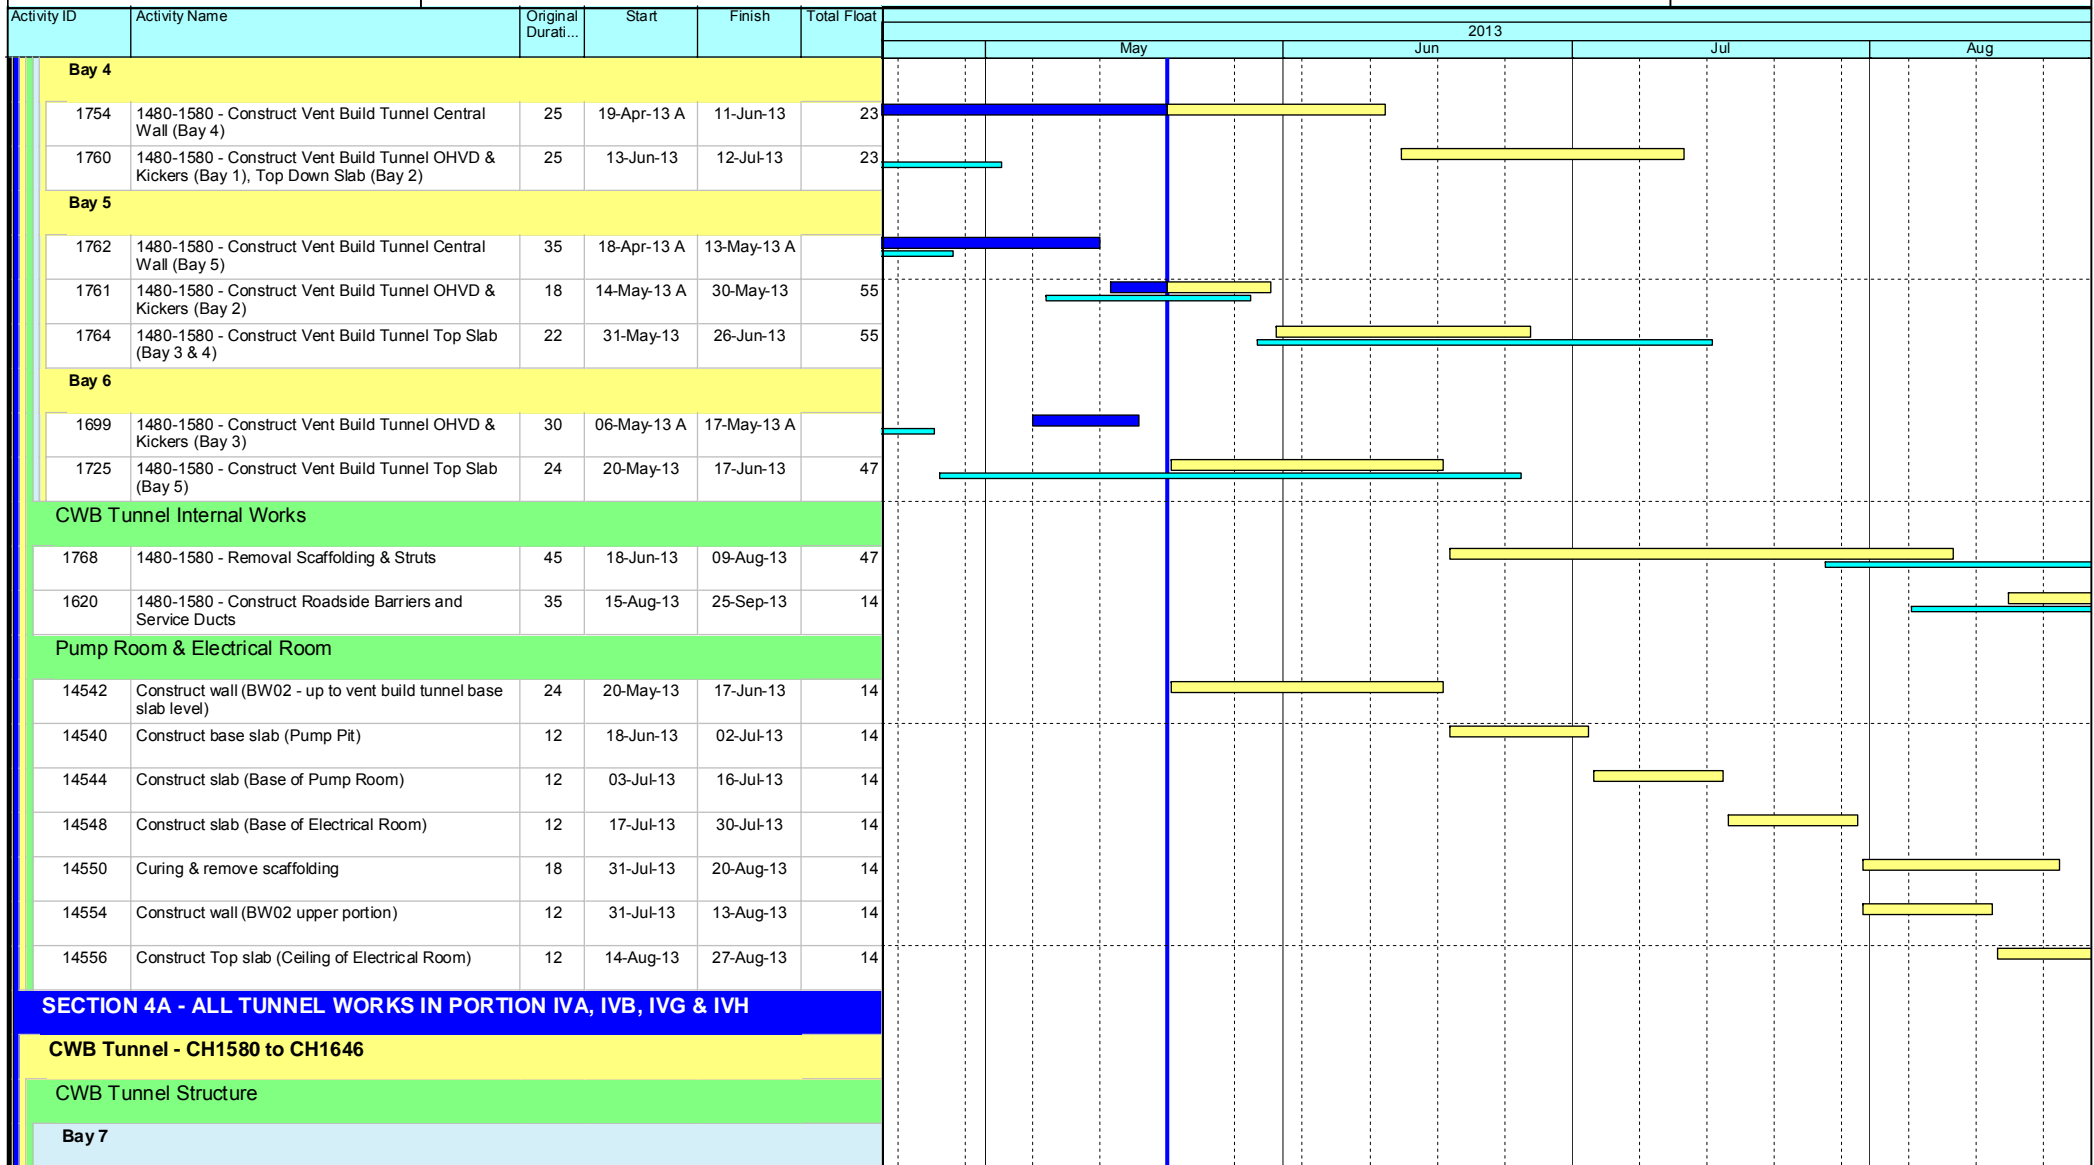 Activity ID Activity Name Original Start Finish Total Float
Durati...
2013
May Jun Jul Aug
Bay 4
1754 1480-1580 - Construct Vent Build Tunnel Central 25 19-Apr-13 A 11-Jun-13 23
Wall (Bay 4)
1760 1480-1580 - Construct Vent Build Tunnel OHVD & 25 13-Jun-13 12-Jul-13 23
Kickers (Bay 1), Top Down Slab (Bay 2)
Bay 5
1762 1480-1580 - Construct Vent Build Tunnel Central 35 18-Apr-13 A 13-May-13 A
Wall (Bay 5)
1761 1480-1580 - Construct Vent Build Tunnel OHVD & 18 14-May-13 A 30-May-13 55
Kickers (Bay 2)
1764 1480-1580 - Construct Vent Build Tunnel Top Slab 22 31-May-13 26-Jun-13 55
(Bay 3 & 4)
Bay 6
1699 1480-1580 - Construct Vent Build Tunnel OHVD & 30 06-May-13 A 17-May-13 A
Kickers (Bay 3)
1725 1480-1580 - Construct Vent Build Tunnel Top Slab 24 20-May-13 17-Jun-13 47
(Bay 5)
CWB Tunnel Internal Works
1768 1480-1580 - Removal Scaffolding & Struts 45 18-Jun-13 09-Aug-13 47
1620 1480-1580 - Construct Roadside Barriers and 35 15-Aug-13 25-Sep-13 14
Service Ducts
Pump Room & Electrical Room
14542 Construct wall (BW02 - up to vent build tunnel base 24 20-May-13 17-Jun-13 14
slab level)
14540 Construct base slab (Pump Pit) 12 18-Jun-13 02-Jul-13 14
14544 Construct slab (Base of Pump Room) 12 03-Jul-13 16-Jul-13 14
14548 Construct slab (Base of Electrical Room) 12 17-Jul-13 30-Jul-13 14
14550 Curing & remove scaffolding 18 31-Jul-13 20-Aug-13 14
14554 Construct wall (BW02 upper portion) 12 31-Jul-13 13-Aug-13 14
14556 Construct Top slab (Ceiling of Electrical Room) 12 14-Aug-13 27-Aug-13 14
SECTION 4A - ALL TUNNEL WORKS IN PORTION IVA, IVB, IVG & IVH
CWB Tunnel - CH1580 to CH1646
CWB Tunnel Structure
Bay 7